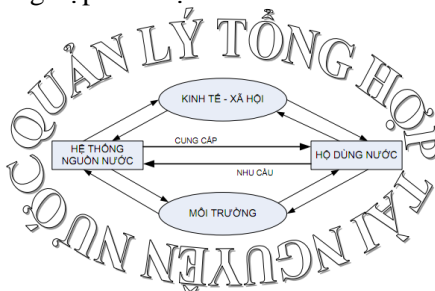 QUẢN LÝ TỔNG HỢP
TÀI NGUYÊN NƯỚC
KINH TẾ - XÃ HỘI
CUNG CẤP
HỆ THỐNG
NGUỒN NƯỚC
HỘ DÙNG NƯỚC
NHU CẦU
MÔI TRƯỜNG